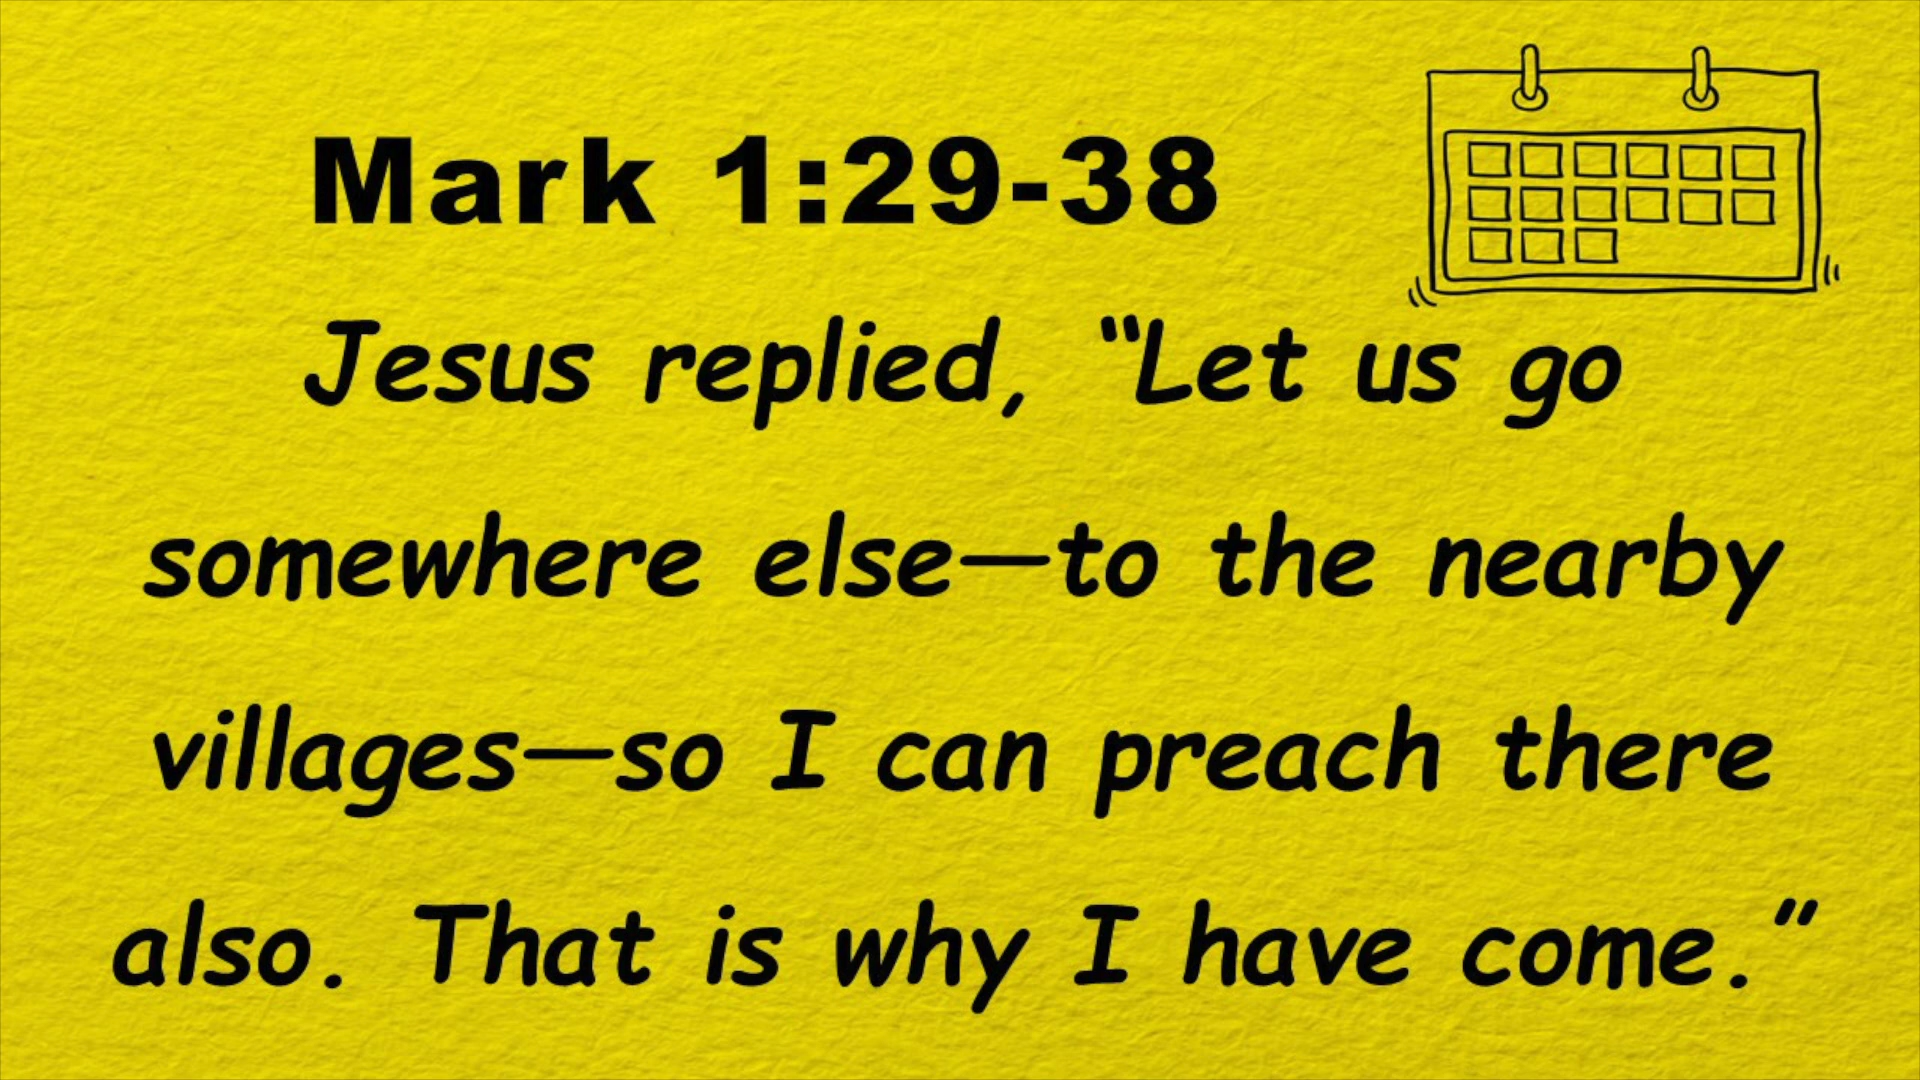 Mark 1:29-38
Jesus replied, “Let us go
somewhere else—to the nearby
villages—so I can preach there
also. That is why I have come.”